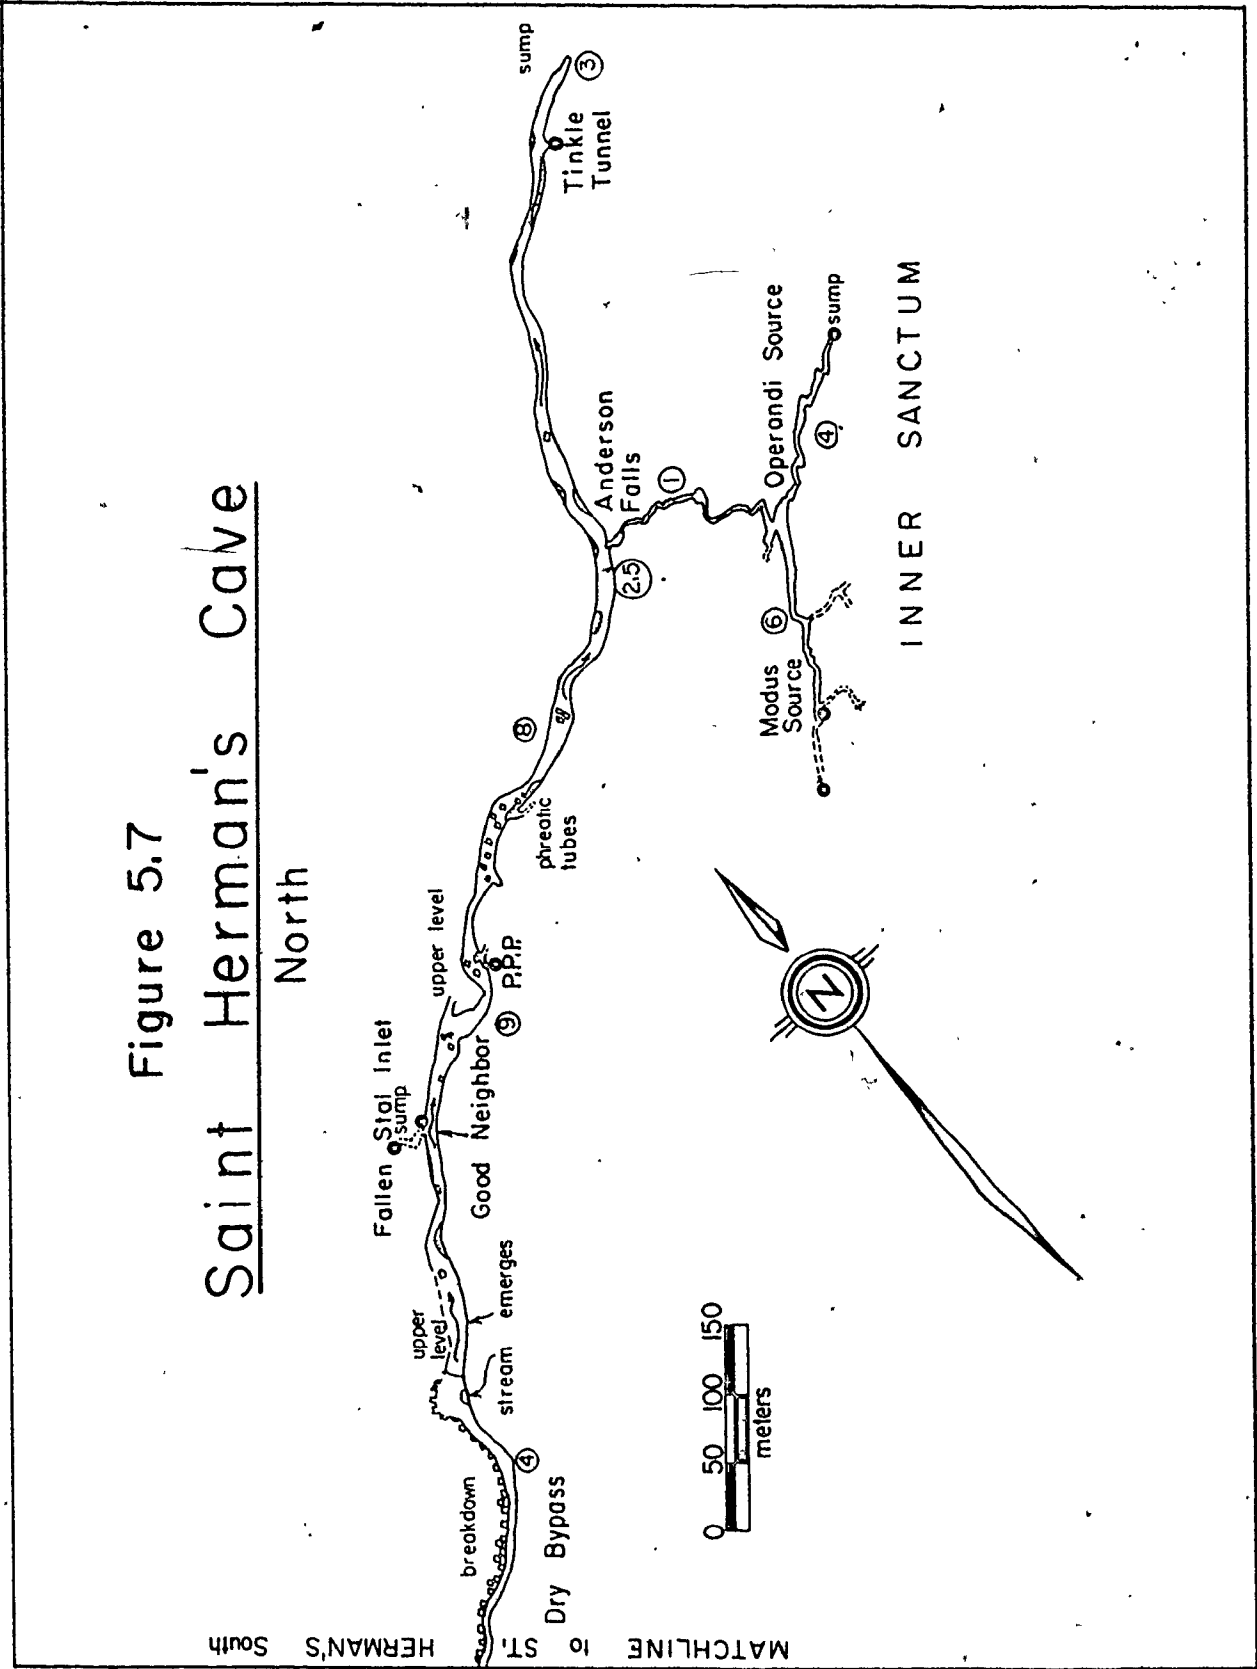 Figure 5.7
Saint Herman's Cave
North
sump
3
Tinkle
Tunnel
Anderson
Falls
1
2.5
Operandi Source
sump
4
6
Modus
Source
INNER SANCTUM
8
phreatic
tubes
upper level
P.P.P.
9
Fallen Stal Inlet
sump
Good Neighbor
upper
level
stream emerges
4
breakdown
Dry Bypass
N
0 50 100 150
meters
MATCHLINE to ST. HERMAN'S South